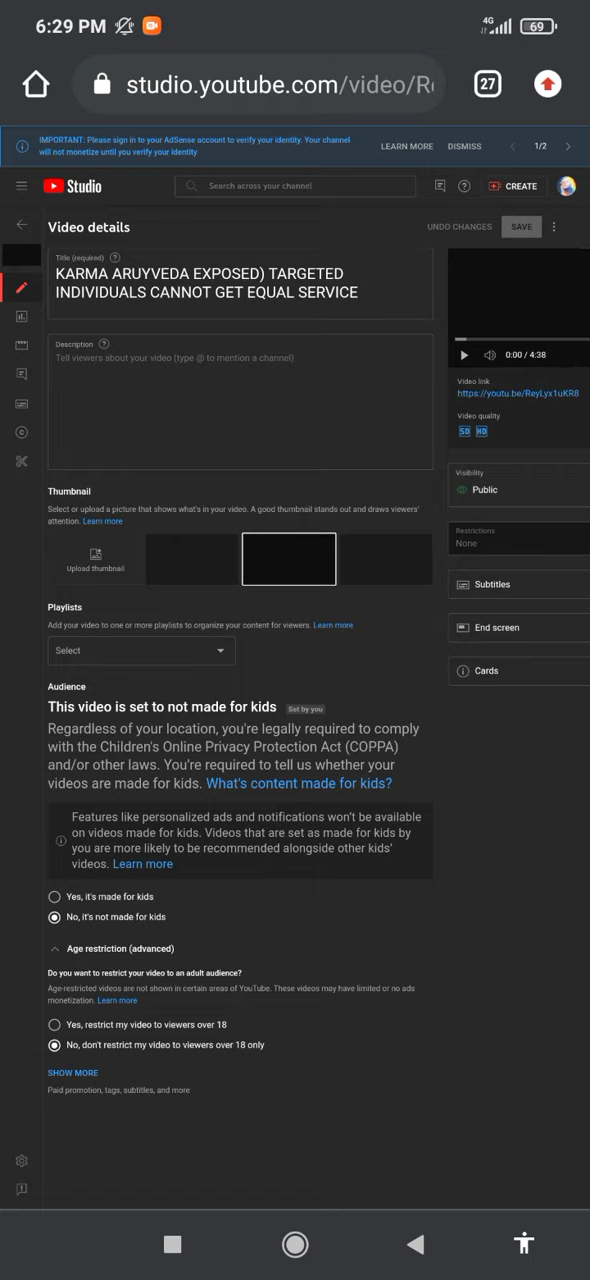 6:29 PM
4G
69
studio.youtube.com/video/R
27
IMPORTANT: Please sign in to your AdSense account to verify your identity. Your channel
will not monetize until you verify your identity
LEARN MORE
DISMISS
1/2
Studio
Search across your channel
CREATE
Video details
UNDO CHANGES
SAVE
Title (required)
KARMA ARUYVEDA EXPOSED) TARGETED
INDIVIDUALS CANNOT GET EQUAL SERVICE
Description
Tell viewers about your video (type @ to mention a channel)
0:00 / 4:38
Video link
https://youtu.be/ReyLyx1uKR8
Video quality
SD HD
Visibility
Public
Restrictions
None
Subtitles
End screen
Cards
Thumbnail
Select or upload a picture that shows what's in your video. A good thumbnail stands out and draws viewers'
attention. Learn more
Upload thumbnail
Playlists
Add your video to one or more playlists to organize your content for viewers. Learn more
Select
Audience
This video is set to not made for kids Set by you
Regardless of your location, you're legally required to comply
with the Children's Online Privacy Protection Act (COPPA)
and/or other laws. You're required to tell us whether your
videos are made for kids. What's content made for kids?
Features like personalized ads and notifications won't be available
on videos made for kids. Videos that are set as made for kids by
you are more likely to be recommended alongside other kids'
videos. Learn more
Yes, it's made for kids
No, it's not made for kids
Age restriction (advanced)
Do you want to restrict your video to an adult audience?
Age-restricted videos are not shown in certain areas of YouTube. These videos may have limited or no ads
monetization. Learn more
Yes, restrict my video to viewers over 18
No, don't restrict my video to viewers over 18 only
SHOW MORE
Paid promotion, tags, subtitles, and more